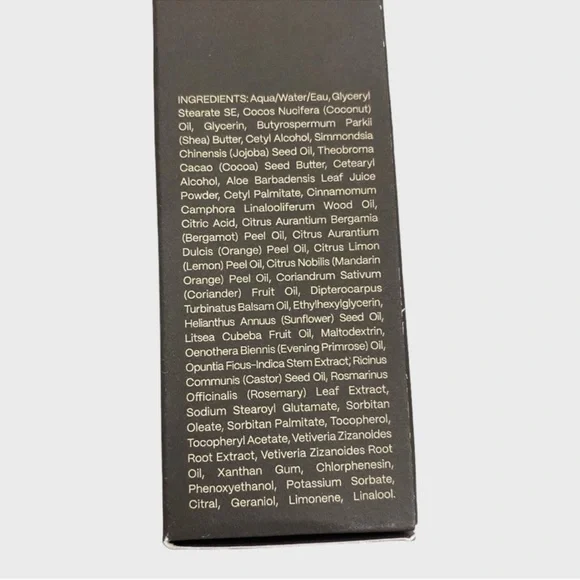 INGREDIENTS: Aqua/Water/Eau, Glyceryl
Stearate SE, Cocos Nucifera (Coconut)
Oil, Glycerin, Butyrospermum Parkii
(Shea) Butter, Cetyl Alcohol, Simmondsia
Chinensis (Jojoba) Seed Oil, Theobroma
Cacao (Cocoa) Seed Butter, Cetearyl
Alcohol, Aloe Barbadensis Leaf Juice
Powder, Cetyl Palmitate, Cinnamomum
Camphora Linalooliferum Wood Oil,
Citric Acid, Citrus Aurantium Bergamia
(Bergamot) Peel Oil, Citrus Aurantium
Dulcis (Orange) Peel Oil, Citrus Limon
(Lemon) Peel Oil, Citrus Nobilis (Mandarin
Orange) Peel Oil, Coriandrum Sativum
(Coriander) Fruit Oil, Dipterocarpus
Turbinatus Balsam Oil, Ethylhexylglycerin,
Helianthus Annuus (Sunflower) Seed Oil,
Litsea Cubeba Fruit Oil, Maltodextrin,
Oenothera Biennis (Evening Primrose) Oil,
Opuntia Ficus-Indica Stem Extract, Ricinus
Communis (Castor) Seed Oil, Rosmarinus
Officinalis (Rosemary) Leaf Extract,
Sodium Stearoyl Glutamate, Sorbitan
Oleate, Sorbitan Palmitate, Tocopherol,
Tocopheryl Acetate, Vetiveria Zizanoides
Root Extract, Vetiveria Zizanoides Root
Oil, Xanthan Gum, Chlorphenesin,
Phenoxyethanol, Potassium Sorbate,
Citral, Geraniol, Limonene, Linalool.